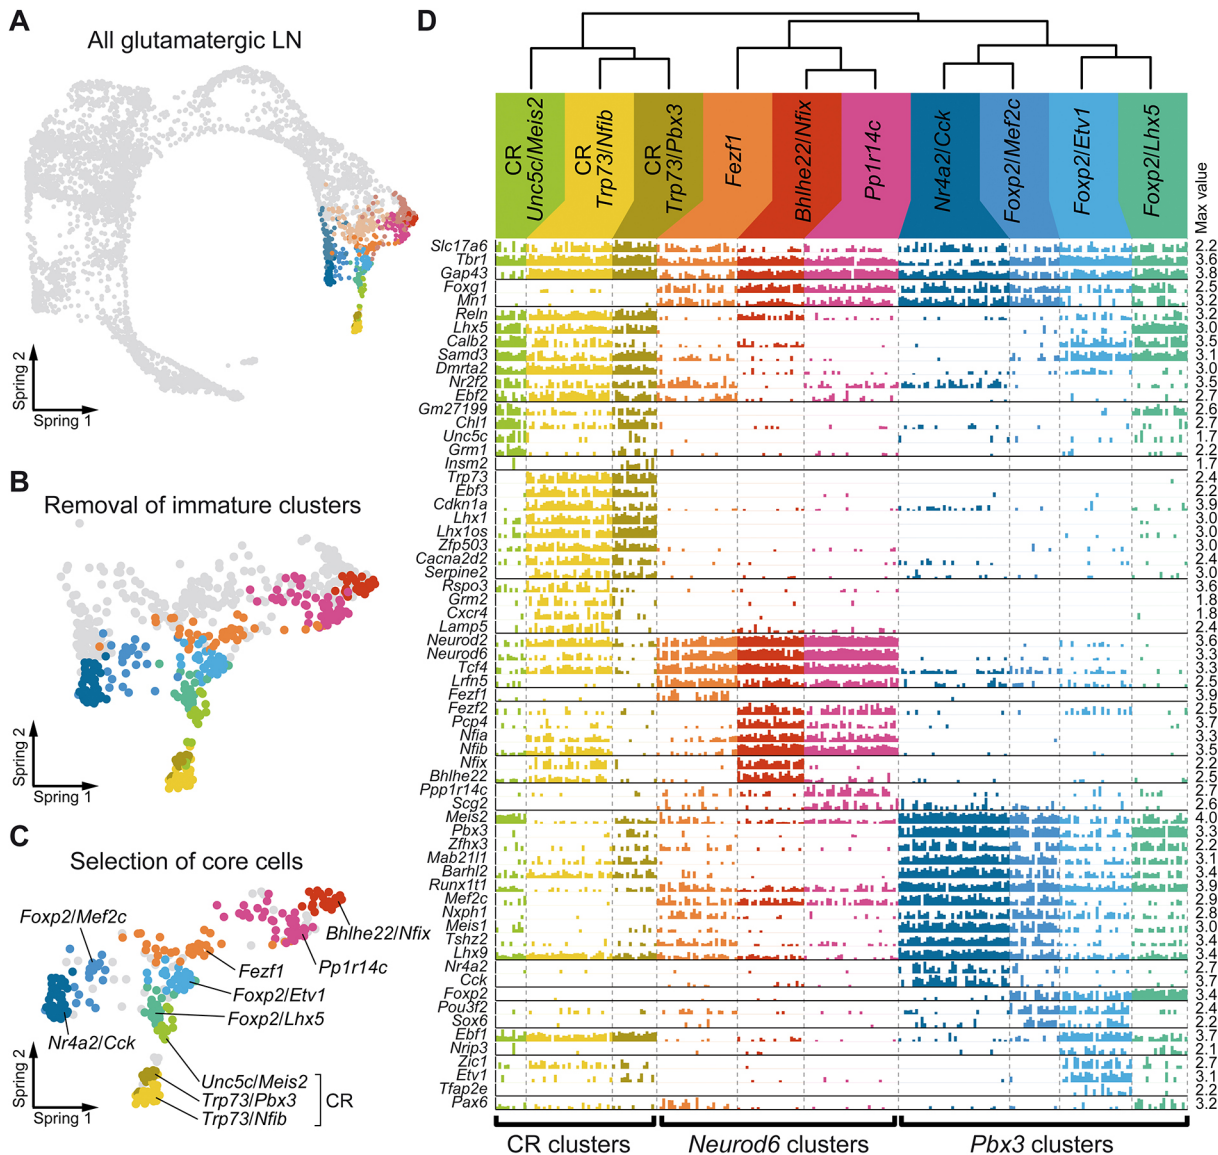 A
All glutamatergic LN
Spring 2
Spring 1
B
Removal of immature clusters
Spring 2
Spring 1
C
Selection of core cells
Foxp2/Mef2c
Bhlhe22/Nfix
Pp1r14c
Fezf1
Foxp2/Etv1
Foxp2/Lhx5
Nr4a2/Cck
Unc5c/Meis2
Trp73/Pbx3
Trp73/Nfib
CR
Spring 2
Spring 1
D
CR
Unc5c/Meis2
CR
Trp73/Nfib
CR
Trp73/Pbx3
Fezf1
Bhlhe22/Nfix
Pp1r14c
Nr4a2/Cck
Foxp2/Mef2c
Foxp2/Etv1
Foxp2/Lhx5
Max value
Slc17a6 2.2
Tbr1 3.6
Gap43 3.8
Foxg1 2.5
Mn1 3.2
Reln 3.2
Lhx5 3.0
Calb2 3.5
Samd3 3.1
Dmrta2 3.0
Nr2f2 3.5
Ebf2 2.7
Gm27199 2.6
Chl1 2.7
Unc5c 1.7
Grm1 2.2
Insm2 1.7
Trp73 2.4
Ebf3 2.2
Cdkn1a 3.9
Lhx1 3.0
Lhx1os 3.0
Zfp503 3.0
Cacna2d2 2.4
Serpine2 3.0
Rspo3 3.6
Grm2 1.8
Cxcr4 1.8
Lamp5 2.4
Neurod2 3.6
Neurod6 3.3
Tcf4 3.3
Lrfn5 2.5
Fezf1 3.9
Fezf2 2.5
Pcp4 3.7
Nfia 3.3
Nfib 3.5
Nfix 2.2
Bhlhe22 2.5
Ppp1r14c 2.7
Scg2 2.6
Meis2 4.0
Pbx3 3.3
Zfhx3 2.2
Mab21l1 3.1
Barhl2 3.4
Runx1t1 3.9
Mef2c 2.9
Nxph1 2.8
Meis1 3.0
Tshz2 3.4
Lhx9 3.4
Nr4a2 2.7
Cck 3.7
Foxp2 3.4
Pou3f2 2.4
Sox6 2.2
Ebf1 3.7
Nrip3 2.1
Zic1 2.7
Etv1 3.1
Tfap2e 2.2
Pax6 3.2
CR clusters
Neurod6 clusters
Pbx3 clusters